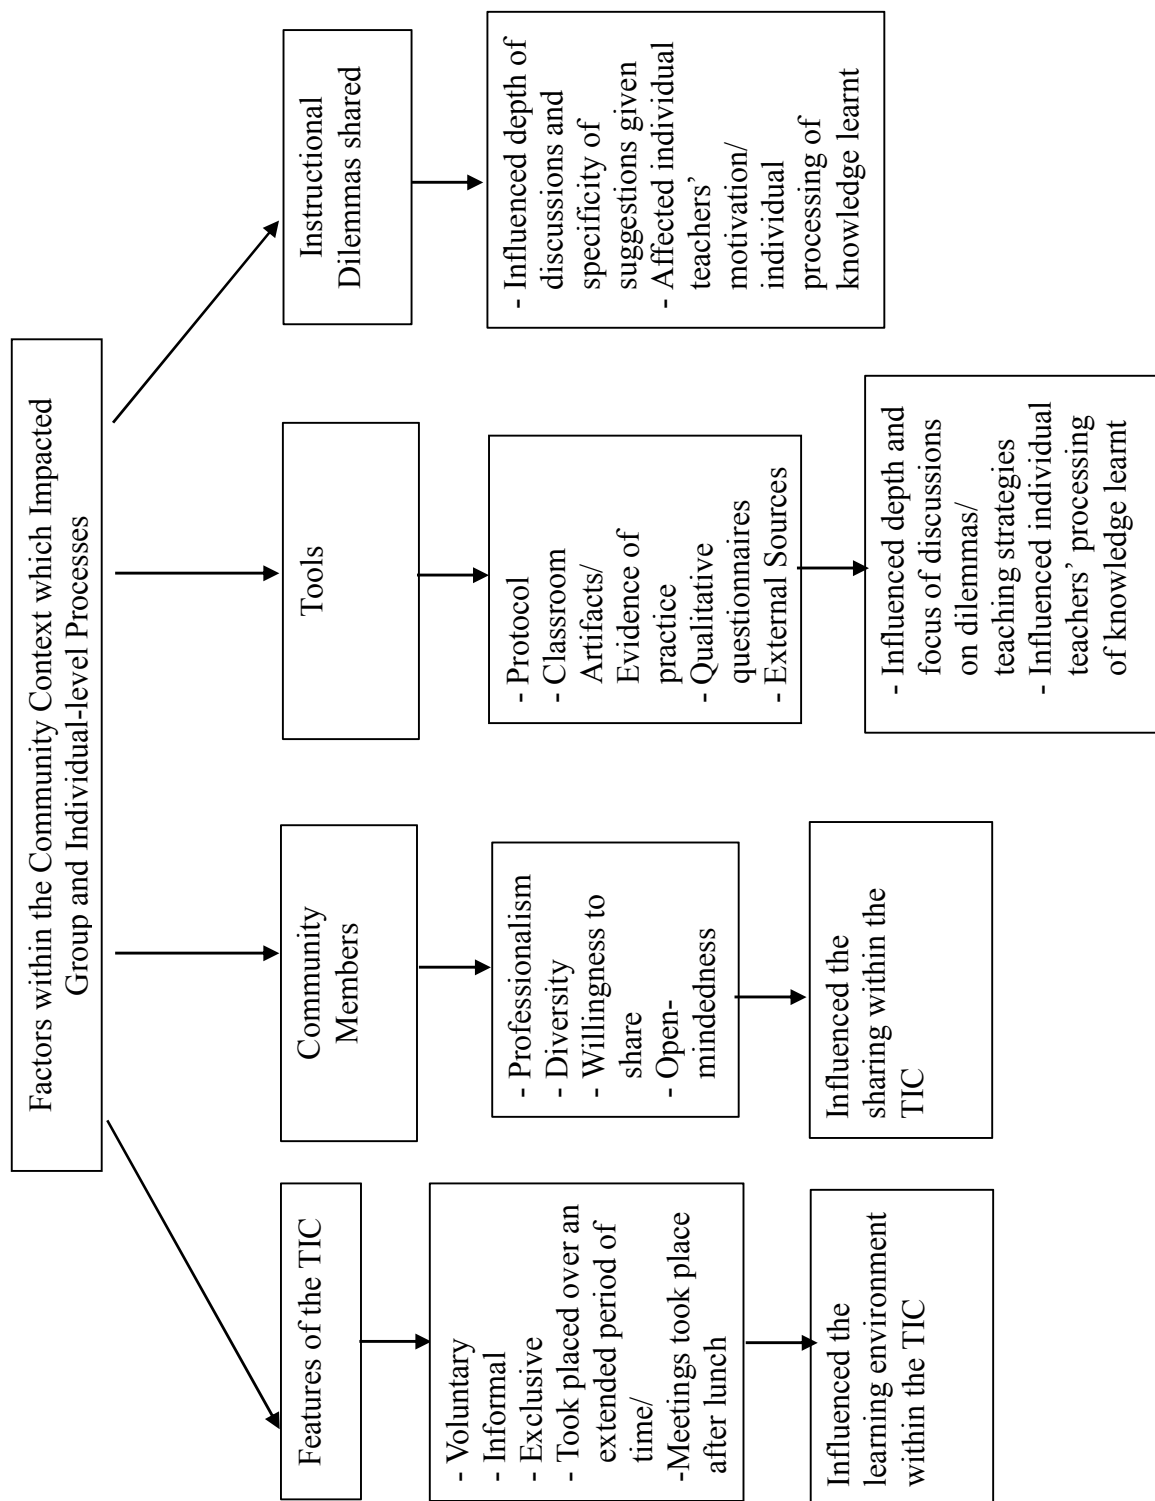 Factors within the Community Context which Impacted
Group and Individual-level Processes
Features of the TIC
- Voluntary
- Informal
- Exclusive
- Took placed over an
extended period of
time/
-Meetings took place
after lunch
Influenced the
learning environment
within the TIC
Community
Members
- Professionalism
- Diversity
- Willingness to
share
- Open-
mindedness
Influenced the
sharing within the
TIC
Tools
- Protocol
- Classroom
Artifacts/
Evidence of
practice
- Qualitative
questionnaires
- External Sources
- Influenced depth and
focus of discussions
on dilemmas/
teaching strategies
- Influenced individual
teachers’ processing
of knowledge learnt
Instructional
Dilemmas shared
- Influenced depth of
discussions and
specificity of
suggestions given
- Affected individual
teachers’
motivation/
individual
processing of
knowledge learnt